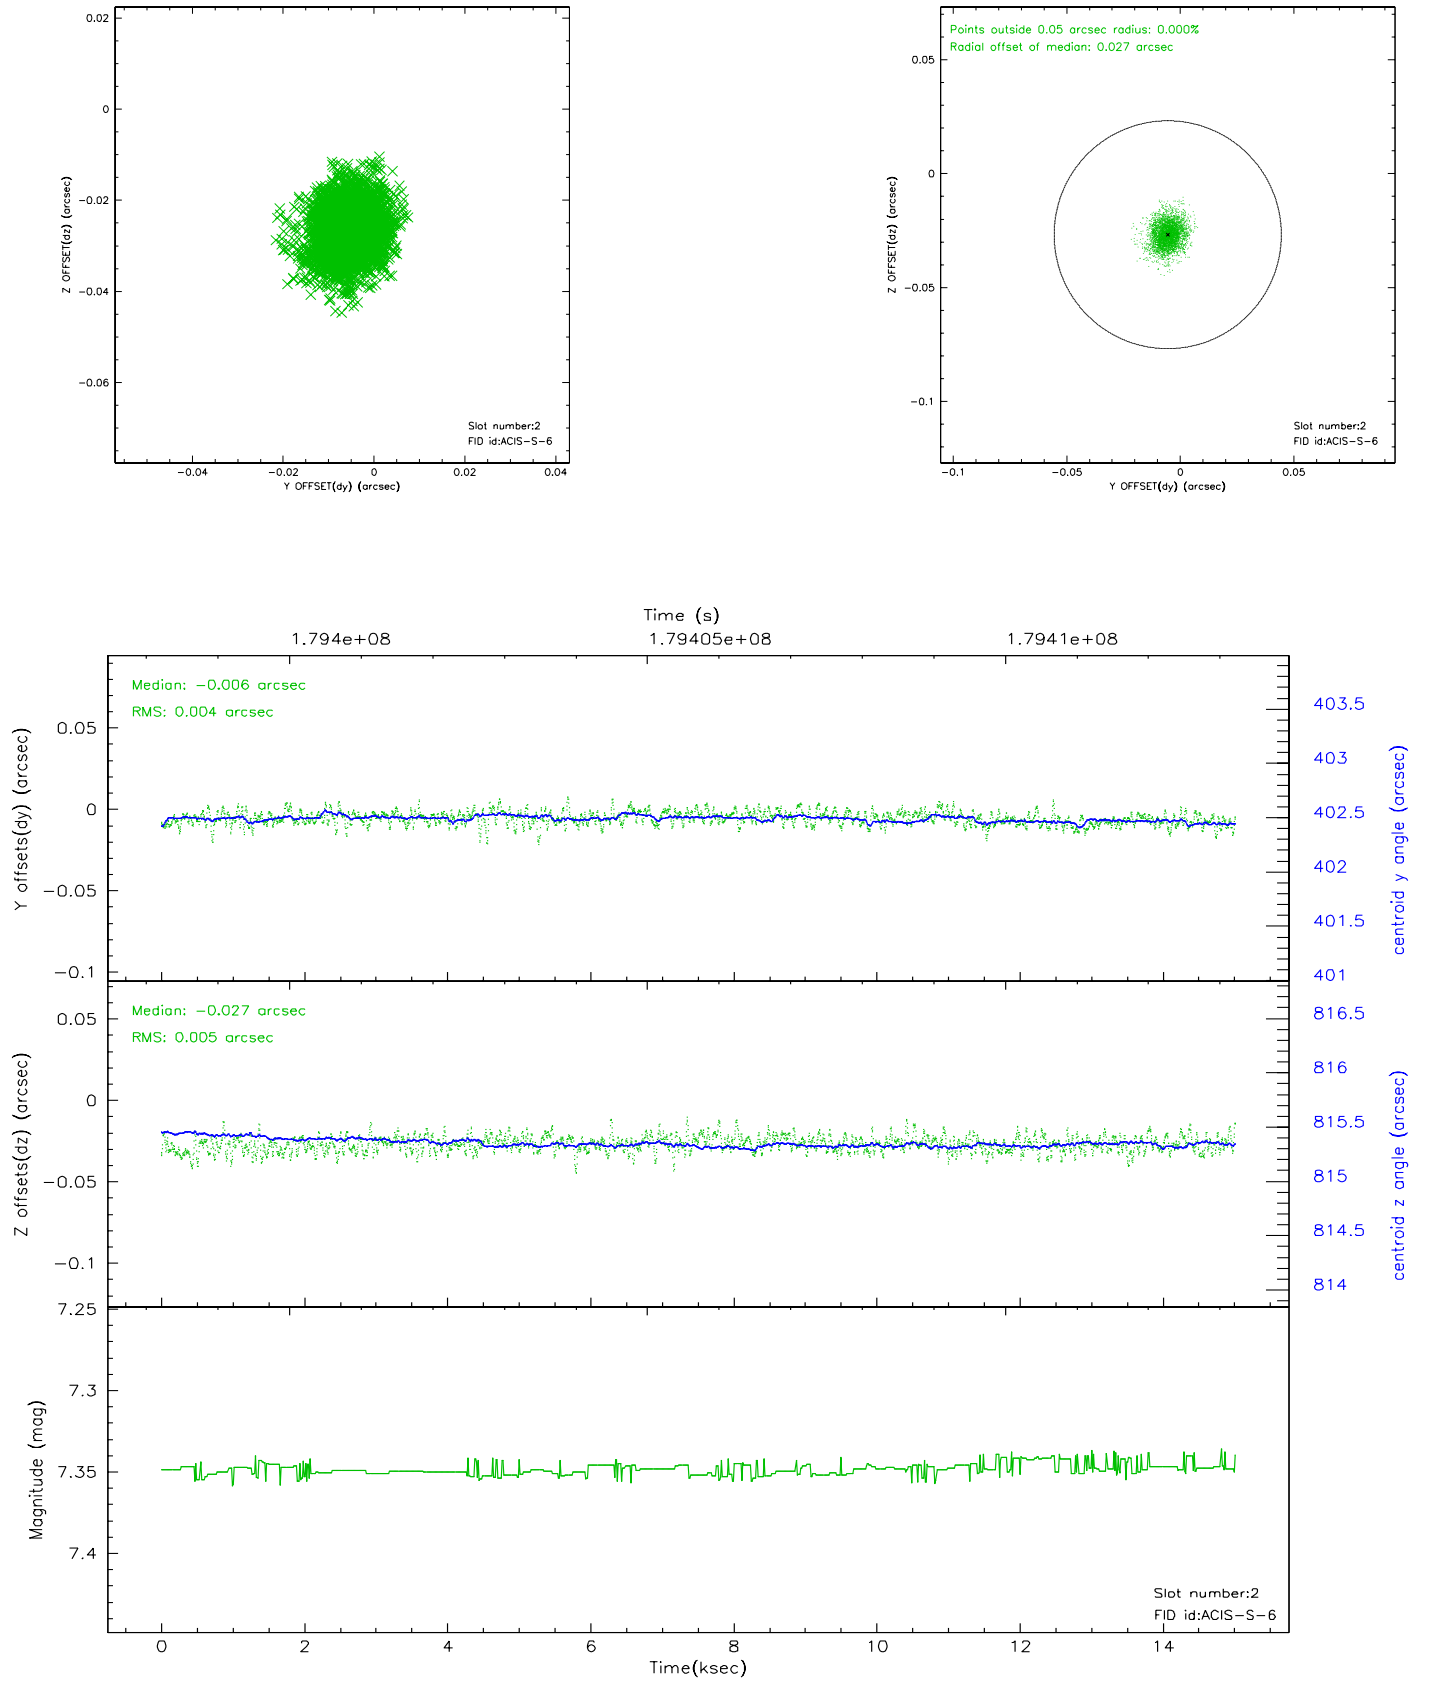 0.02
0
−0.02
−0.04
−0.06
Z OFFSET(dz) (arcsec)
Slot number:2
FID id:ACIS−S−6
−0.04
−0.02
0
0.02
0.04
Y OFFSET(dy) (arcsec)
Points outside 0.05 arcsec radius: 0.000%
Radial offset of median: 0.027 arcsec
0.05
0
−0.05
−0.1
Z OFFSET(dz) (arcsec)
Slot number:2
FID id:ACIS−S−6
−0.1
−0.05
0
0.05
Y OFFSET(dy) (arcsec)
Time (s)
1.794e+08
1.79405e+08
1.7941e+08
Median: −0.006 arcsec
RMS: 0.004 arcsec
0.05
0
−0.05
−0.1
Y offsets(dy) (arcsec)
403.5
403
402.5
402
401.5
401
centroid y angle (arcsec)
Median: −0.027 arcsec
RMS: 0.005 arcsec
0.05
0
−0.05
−0.1
Z offsets(dz) (arcsec)
816.5
816
815.5
815
814.5
814
centroid z angle (arcsec)
7.25
7.3
7.35
7.4
Magnitude (mag)
Slot number:2
FID id:ACIS−S−6
0
2
4
6
8
10
12
14
Time(ksec)